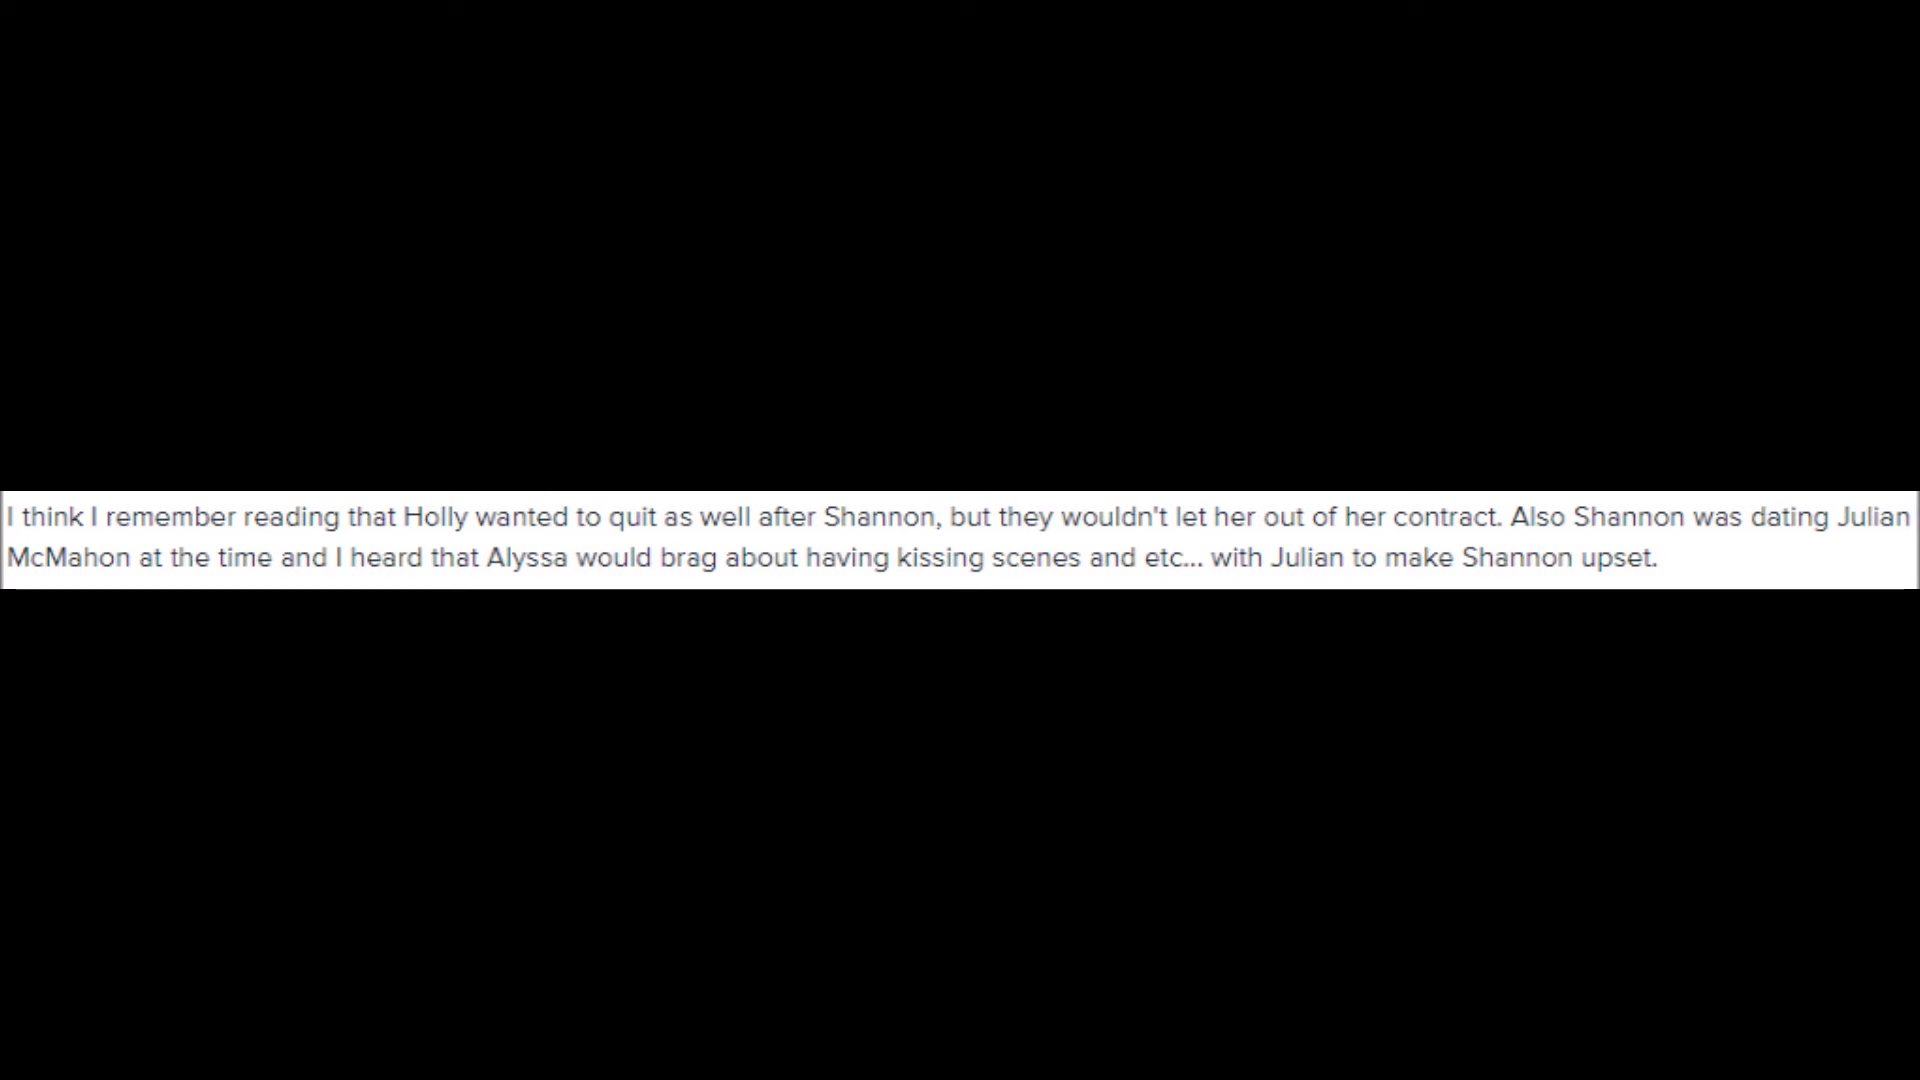 I think I remember reading that Holly wanted to quit as well after Shannon, but they wouldn't let her out of her contract. Also Shannon was dating Julian
McMahon at the time and I heard that Alyssa would brag about having kissing scenes and etc... with Julian to make Shannon upset.